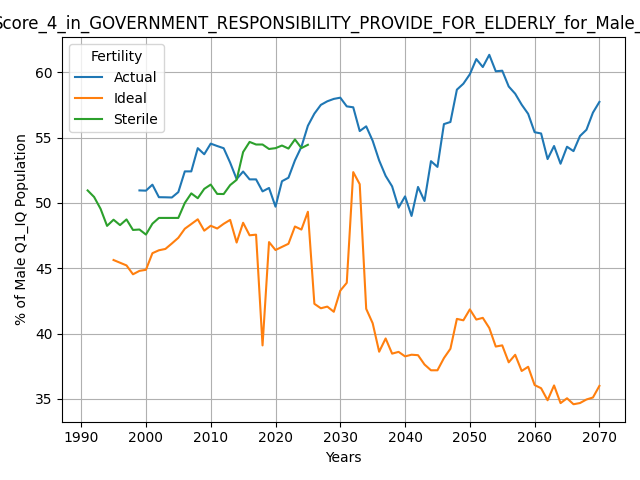 Score_4_in_GOVERNMENT_RESPONSIBILITY_PROVIDE_FOR_ELDERLY_for_Male_
Fertility
Actual
Ideal
Sterile
% of Male Q1_IQ Population
60
55
50
45
40
35
1990 2000 2010 2020 2030 2040 2050 2060 2070
Years